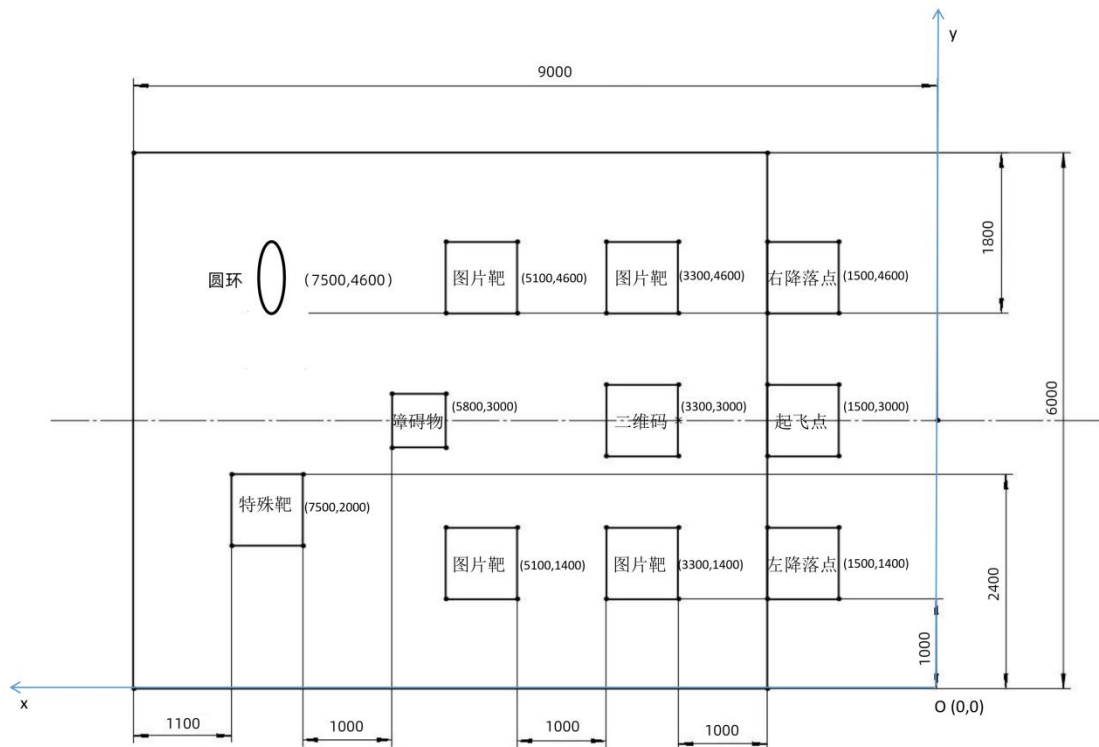 y
9000
1800
圆环
(7500,4600)
图片靶
(5100,4600)
图片靶
(3300,4600)
右降落点
(1500,4600)
6000
障碍物
(5800,3000)
二维码
(3300,3000)
起飞点
(1500,3000)
特殊靶
(7500,2000)
图片靶
(5100,1400)
图片靶
(3300,1400)
左降落点
(1500,1400)
2400
1000
x
O (0,0)
1100
1000
1000
1000